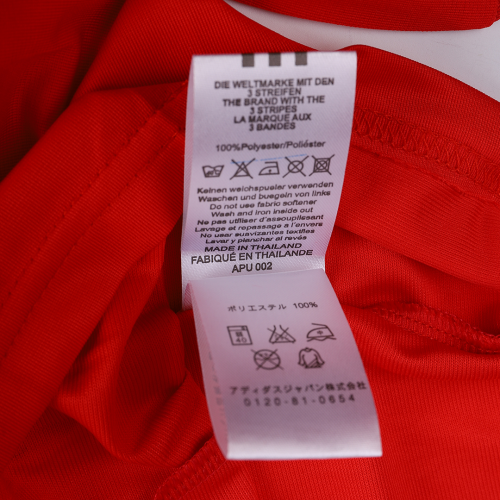 DIE WELTMARKE MIT DEN
3 STREIFEN
THE BRAND WITH THE
3 STRIPES
LA MARQUE AUX
3 BANDES
100%Polyester/Poliéster
Keinen weichspueler verwenden
Waschen und buegeln von links
Do not use fabric softener
Wash and iron inside out
Ne pas utiliser d'assouplissant
Lavage et repassage a l'envers
No usar suavizantes textiles
Lavar y plancher él revés
MADE IN THAILAND
FABIQUÉ EN THAILANDE
APU 002
ポリエステル 100%
40
アディダスジャパン株式会社
0120-81-0654